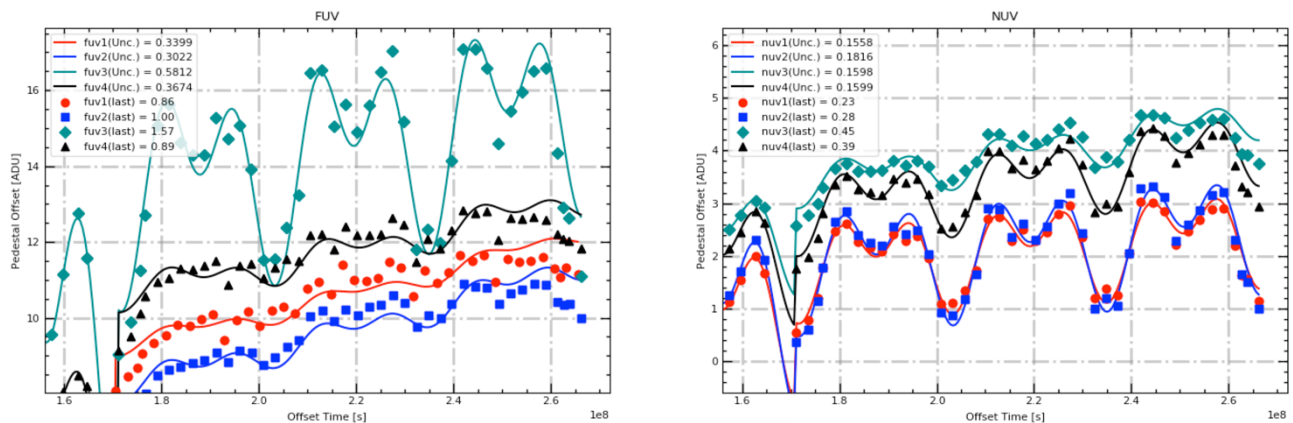 FUV
fuv1(Unc.) = 0.3399
fuv2(Unc.) = 0.3022
fuv3(Unc.) = 0.5812
fuv4(Unc.) = 0.3674
fuv1(last) = 0.86
fuv2(last) = 1.00
fuv3(last) = 1.57
fuv4(last) = 0.89
Pedestal Offset [ADU]
16
14
12
10
1.6
1.8
2.0
2.2
2.4
2.6
1e8
Offset Time [s]
NUV
nuv1(Unc.) = 0.1558
nuv2(Unc.) = 0.1816
nuv3(Unc.) = 0.1598
nuv4(Unc.) = 0.1599
nuv1(last) = 0.23
nuv2(last) = 0.28
nuv3(last) = 0.45
nuv4(last) = 0.39
Pedestal Offset [ADU]
6
5
4
3
2
1
0
1.6
1.8
2.0
2.2
2.4
2.6
1e8
Offset Time [s]